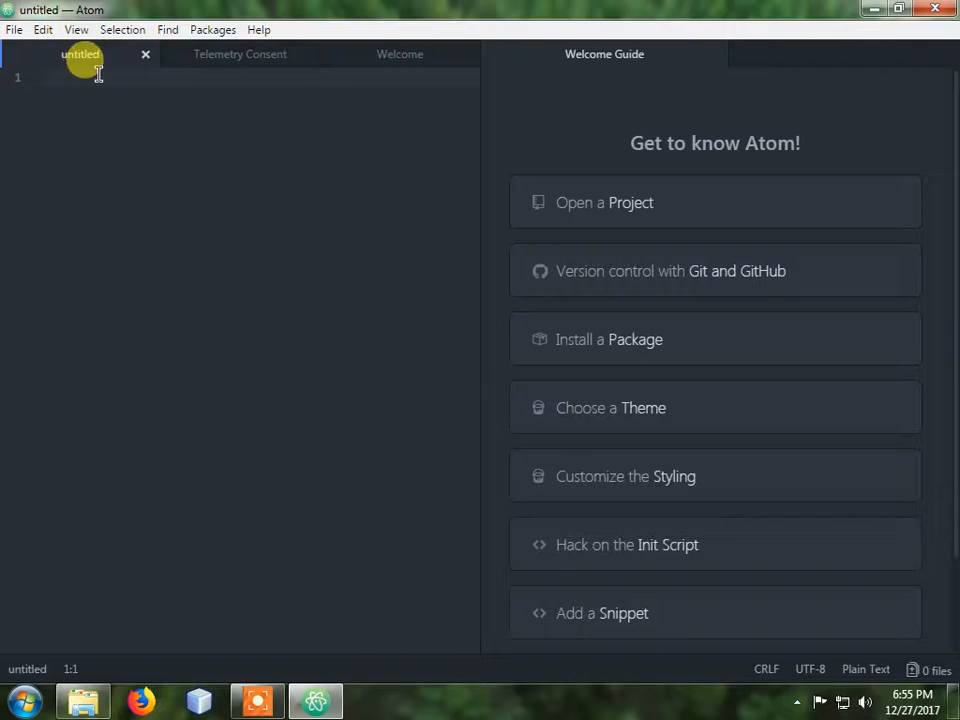 untitled — Atom
File Edit View Selection Find Packages Help
untitled Telemetry Consent Welcome Welcome Guide
1
Get to know Atom!
Open a Project
Version control with Git and GitHub
Install a Package
Choose a Theme
Customize the Styling
Hack on the Init Script
Add a Snippet
untitled 1:1 CRLF UTF-8 Plain Text 0 files
6:55 PM
12/27/2017